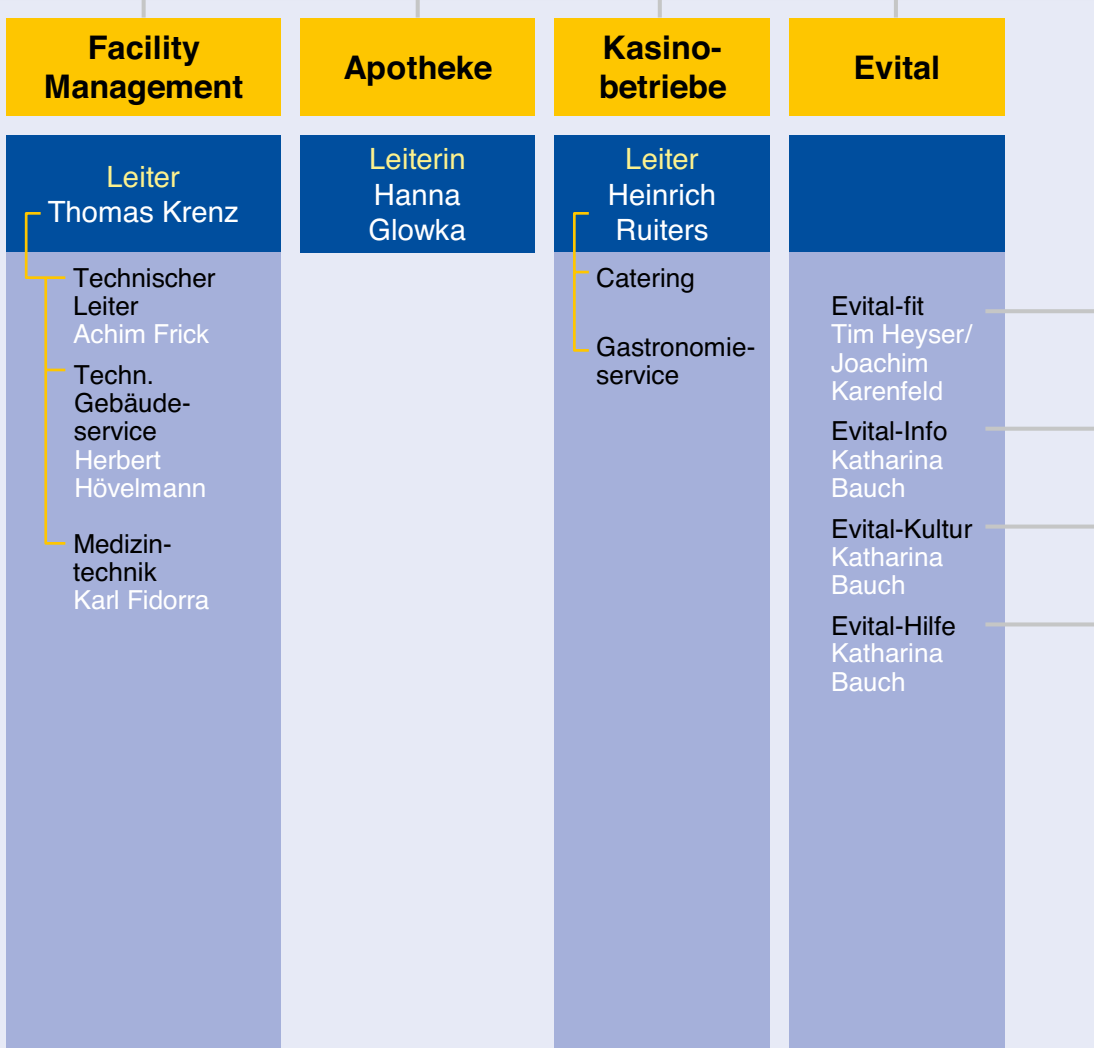 Facility
Management
Leiter
Thomas Krenz
Technischer
Leiter
Achim Frick
Techn.
Gebäude-
service
Herbert
Hövelmann
Medizin-
technik
Karl Fidorra
Apotheke
Leiterin
Hanna
Glowka
Kasino-
betriebe
Leiter
Heinrich
Ruiters
Catering
Gastronomie-
service
Evital
Evital-fit
Tim Heyser/
Joachim
Karenfeld
Evital-Info
Katharina
Bauch
Evital-Kultur
Katharina
Bauch
Evital-Hilfe
Katharina
Bauch